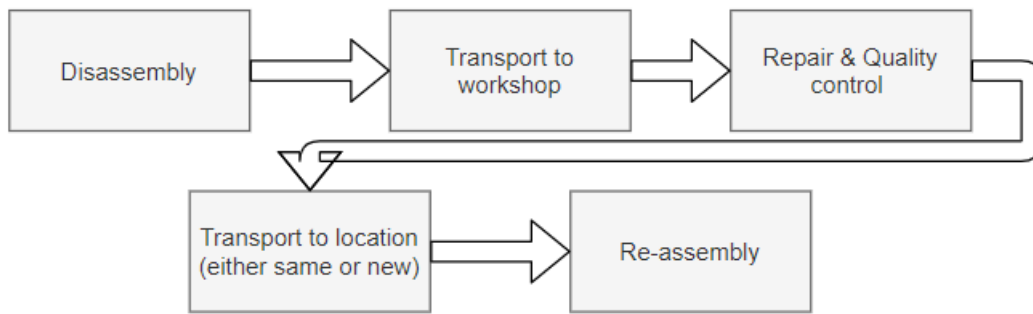 Disassembly
Transport to
workshop
Repair & Quality
control
Transport to location
(either same or new)
Re-assembly